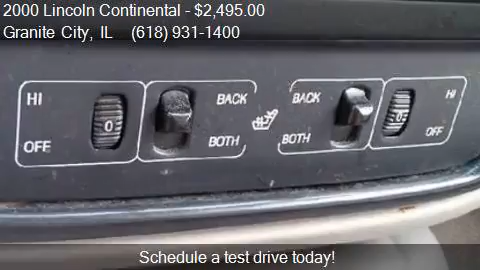 2000 Lincoln Continental - $2,495.00
Granite City, IL (618) 931-1400
HI BACK BACK HI
0 0
OFF BOTH BOTH OFF
Schedule a test drive today!